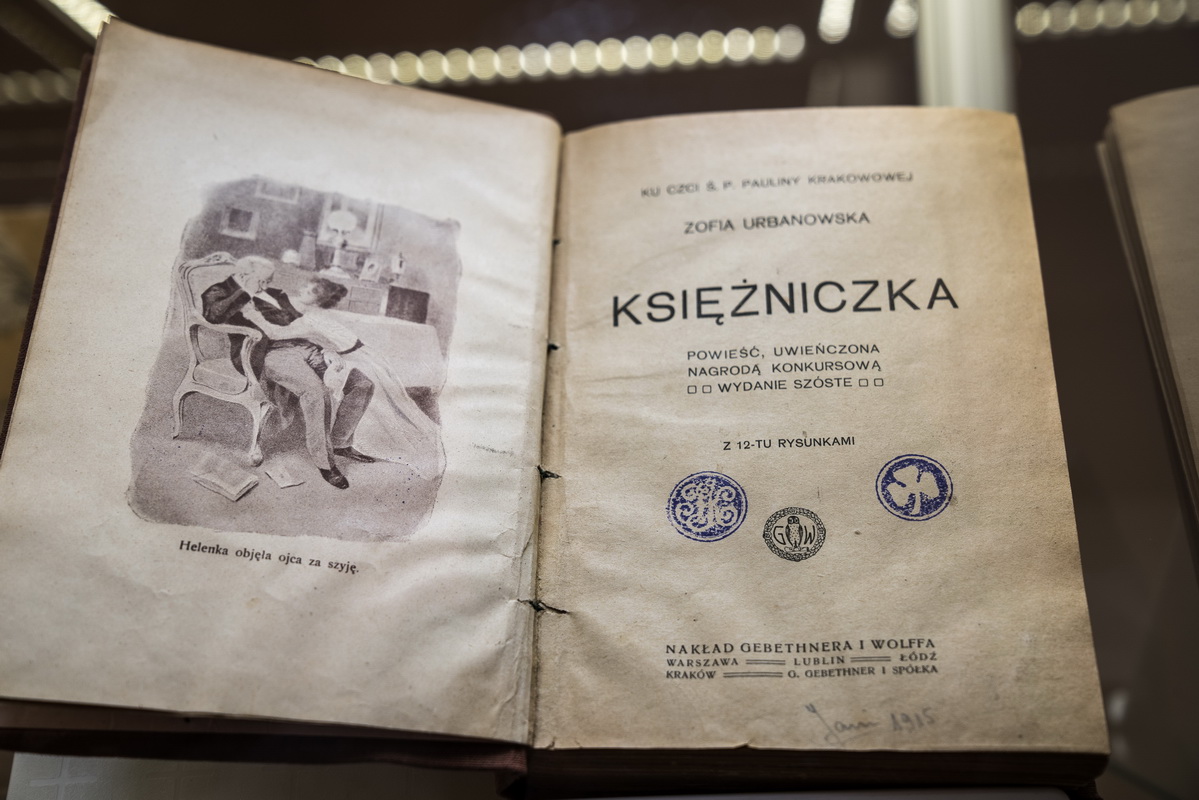 Helenka objęła ojca za szyję.
KU CZCI Ś. P. PAULINY KRAKOWOWEJ
ZOFIA URBANOWSKA
KSIĘŻNICZKA
POWIEŚĆ, UWIEŃCZONA
NAGRODĄ KONKURSOWĄ
□ □ WYDANIE SZÓSTE □ □
Z 12-TU RYSUNKAMI
G W
NAKŁAD GEBETHNERA I WOLFFA
WARSZAWA LUBLIN ŁÓDŹ
KRAKÓW G. GEBETHNER I SPÓŁKA
1915